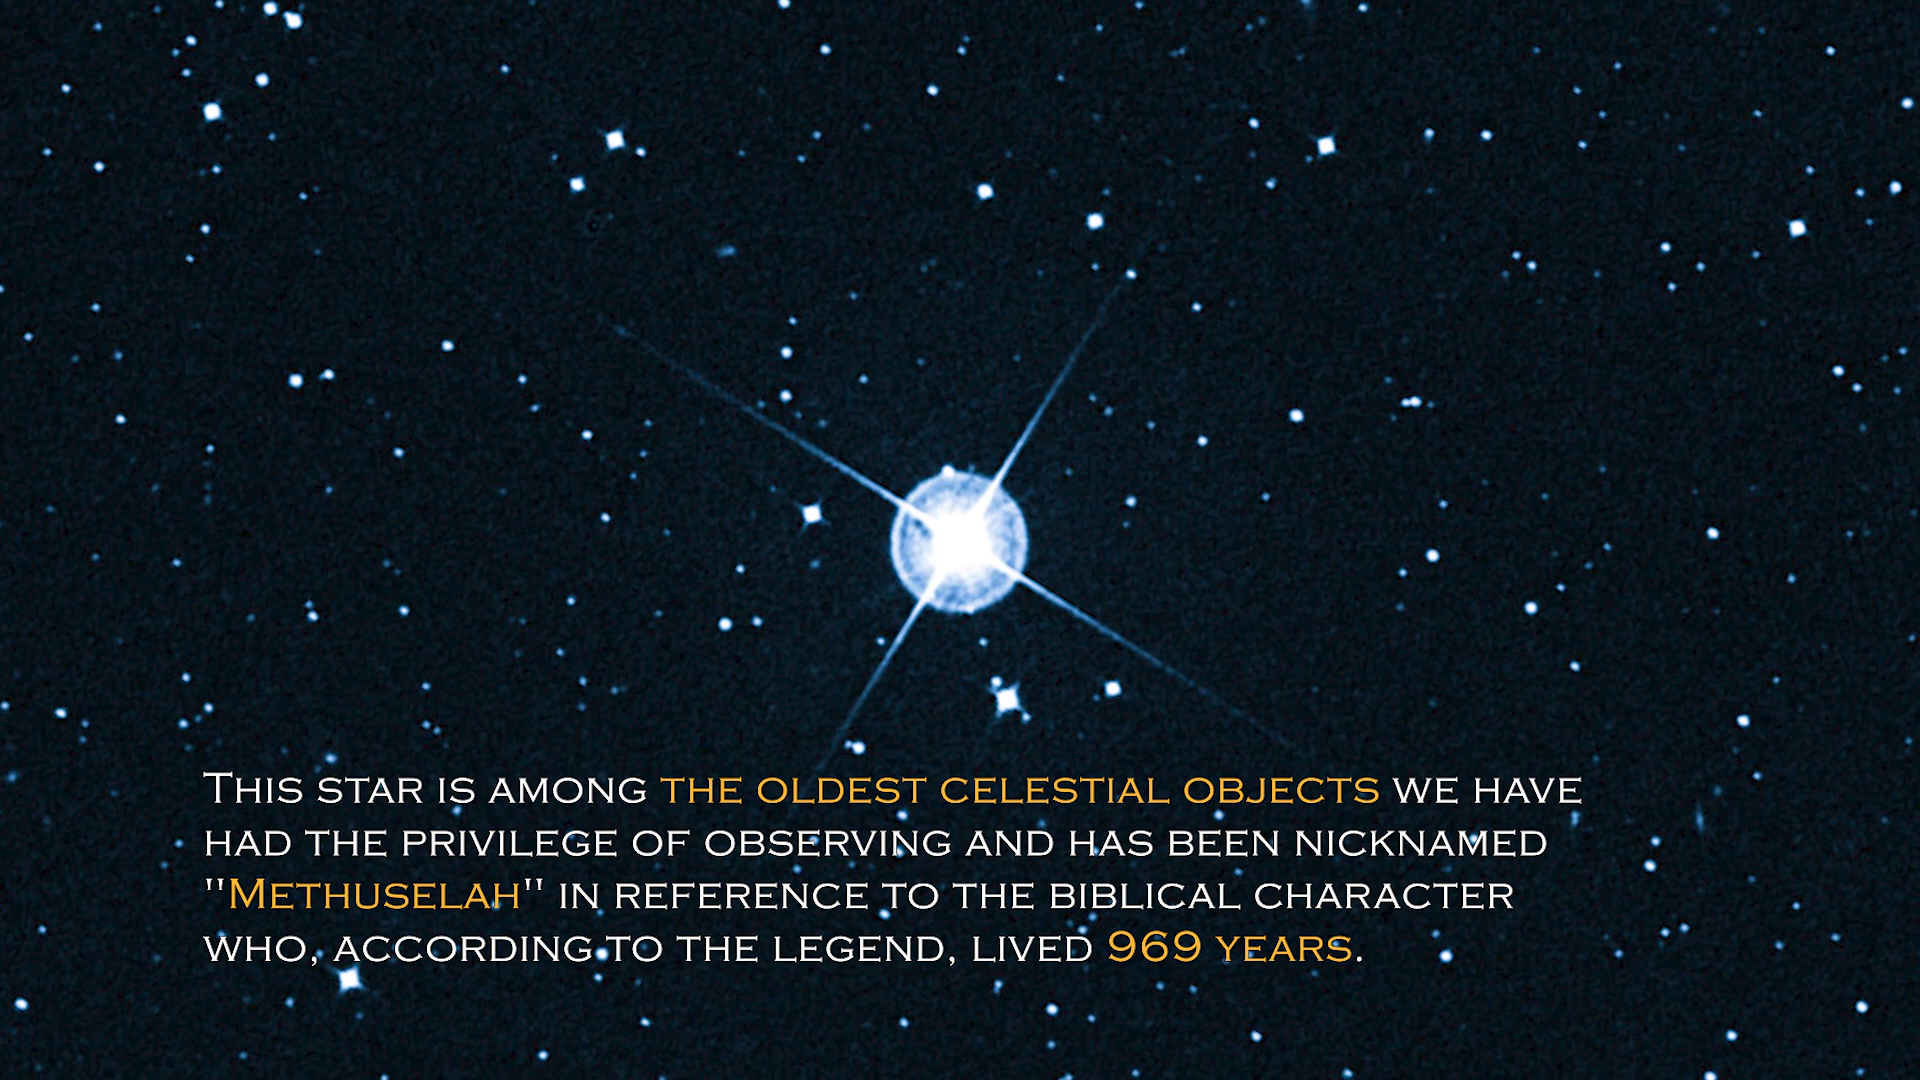 This star is among the oldest celestial objects we have
had the privilege of observing and has been nicknamed
"Methuselah" in reference to the biblical character
who, according to the legend, lived 969 years.